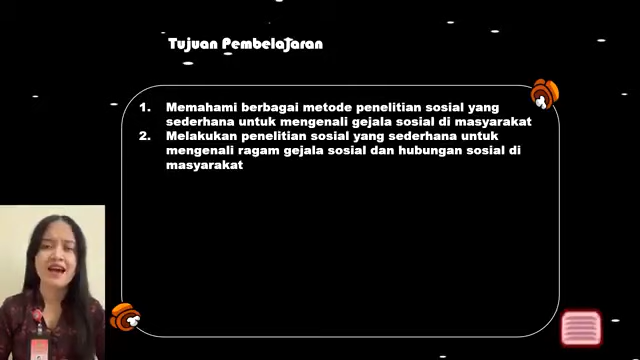 Tujuan Pembelajaran
1. Memahami berbagai metode penelitian sosial yang
sederhana untuk mengenali gejala sosial di masyarakat
2. Melakukan penelitian sosial yang sederhana untuk
mengenali ragam gejala sosial dan hubungan sosial di
masyarakat